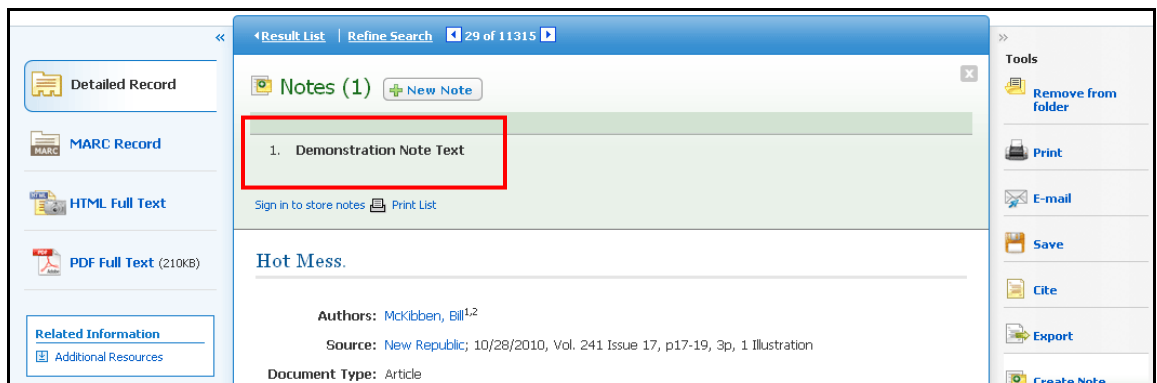 «
Detailed Record
MARC
MARC Record
HTML Full Text
PDF Full Text (210KB)
Related Information
Additional Resources
Result List | Refine Search 29 of 11315
Notes (1) New Note
1. Demonstration Note Text
Sign in to store notes Print List
Hot Mess.
Authors: McKibben, Bill1,2
Source: New Republic; 10/28/2010, Vol. 241 Issue 17, p17-19, 3p, 1 Illustration
Document Type: Article
»
Tools
Remove from
folder
Print
E-mail
Save
Cite
Export
Create Note